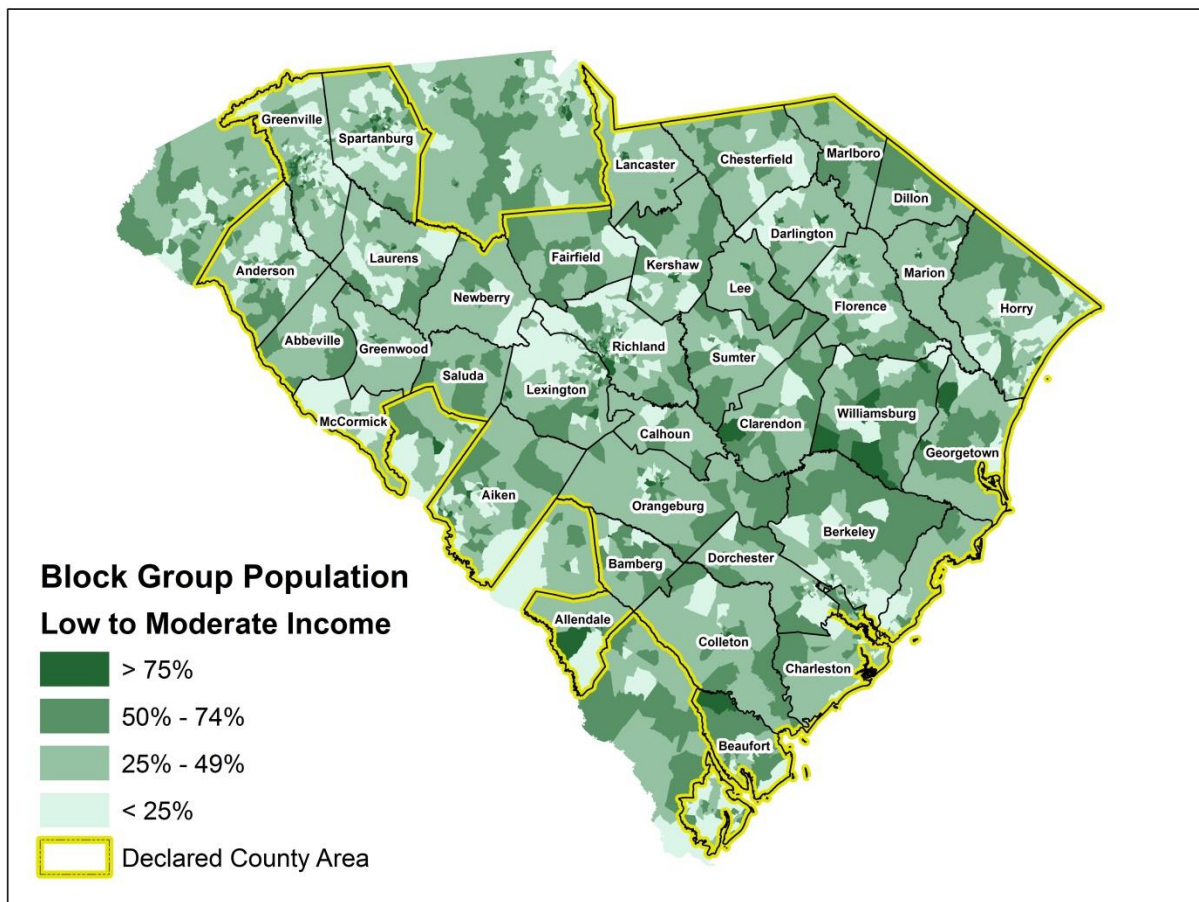 Greenville
Spartanburg
Lancaster
Chesterfield
Marlboro
Dillon
Darlington
Marion
Horry
Anderson
Laurens
Fairfield
Kershaw
Lee
Florence
Newberry
Abbeville
Greenwood
Saluda
Richland
Sumter
Lexington
McCormick
Clarendon
Williamsburg
Calhoun
Georgetown
Aiken
Orangeburg
Berkeley
Bamberg
Dorchester
Allendale
Colleton
Charleston
Beaufort
Block Group Population
Low to Moderate Income
> 75%
50% - 74%
25% - 49%
< 25%
Declared County Area